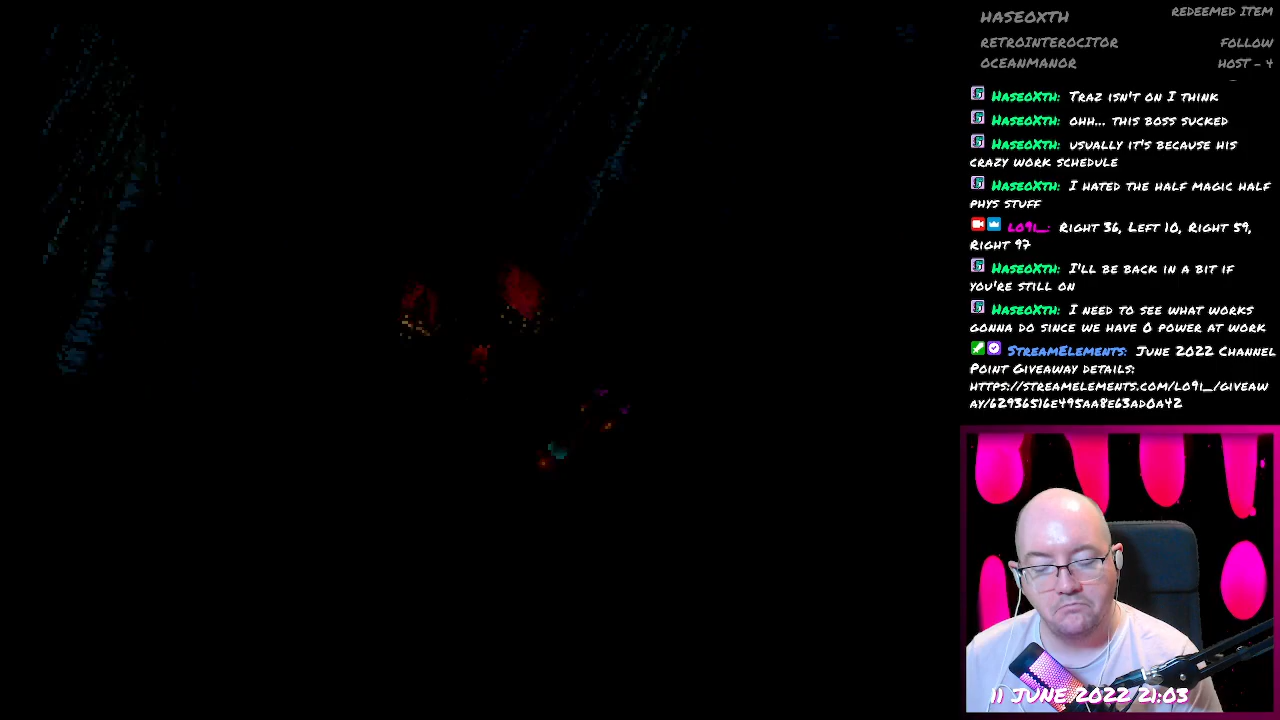 HASEOXTH REDEEMED ITEM
RETROINTEROCITOR FOLLOW
OCEANMANOR HOST - 4
HaseoXth: Traz isn't on I think
HaseoXth: ohh... this boss sucked
HaseoXth: usually it's because his
crazy work schedule
HaseoXth: I hated the half magic half
phys stuff
lo9i_: Right 36, Left 10, Right 59,
Right 97
HaseoXth: I'll be back in a bit if
you're still on
HaseoXth: I need to see what works
gonna do since we have 0 power at work
StreamElements: June 2022 Channel
Point Giveaway details:
https://streamelements.com/lo9i_/giveaw
ay/62936516e495aa8e63ad0a42
11 JUNE 2022 21:03